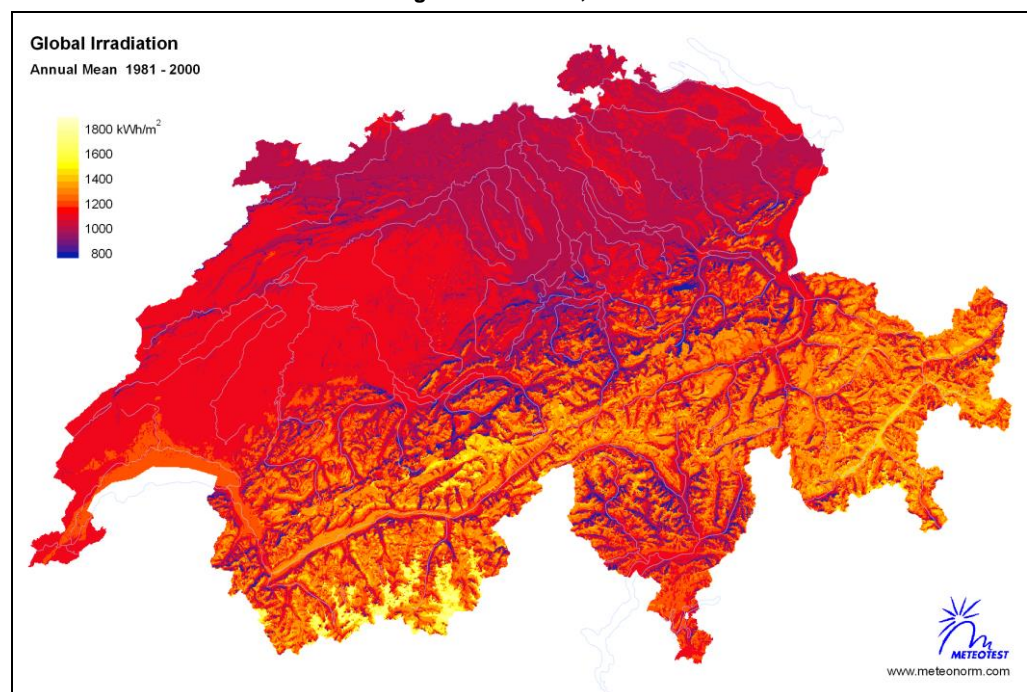 Global Irradiation
Annual Mean 1981 - 2000
1800 kWh/m²
1600
1400
1200
1000
800
METEOTEST
www.meteonorm.com